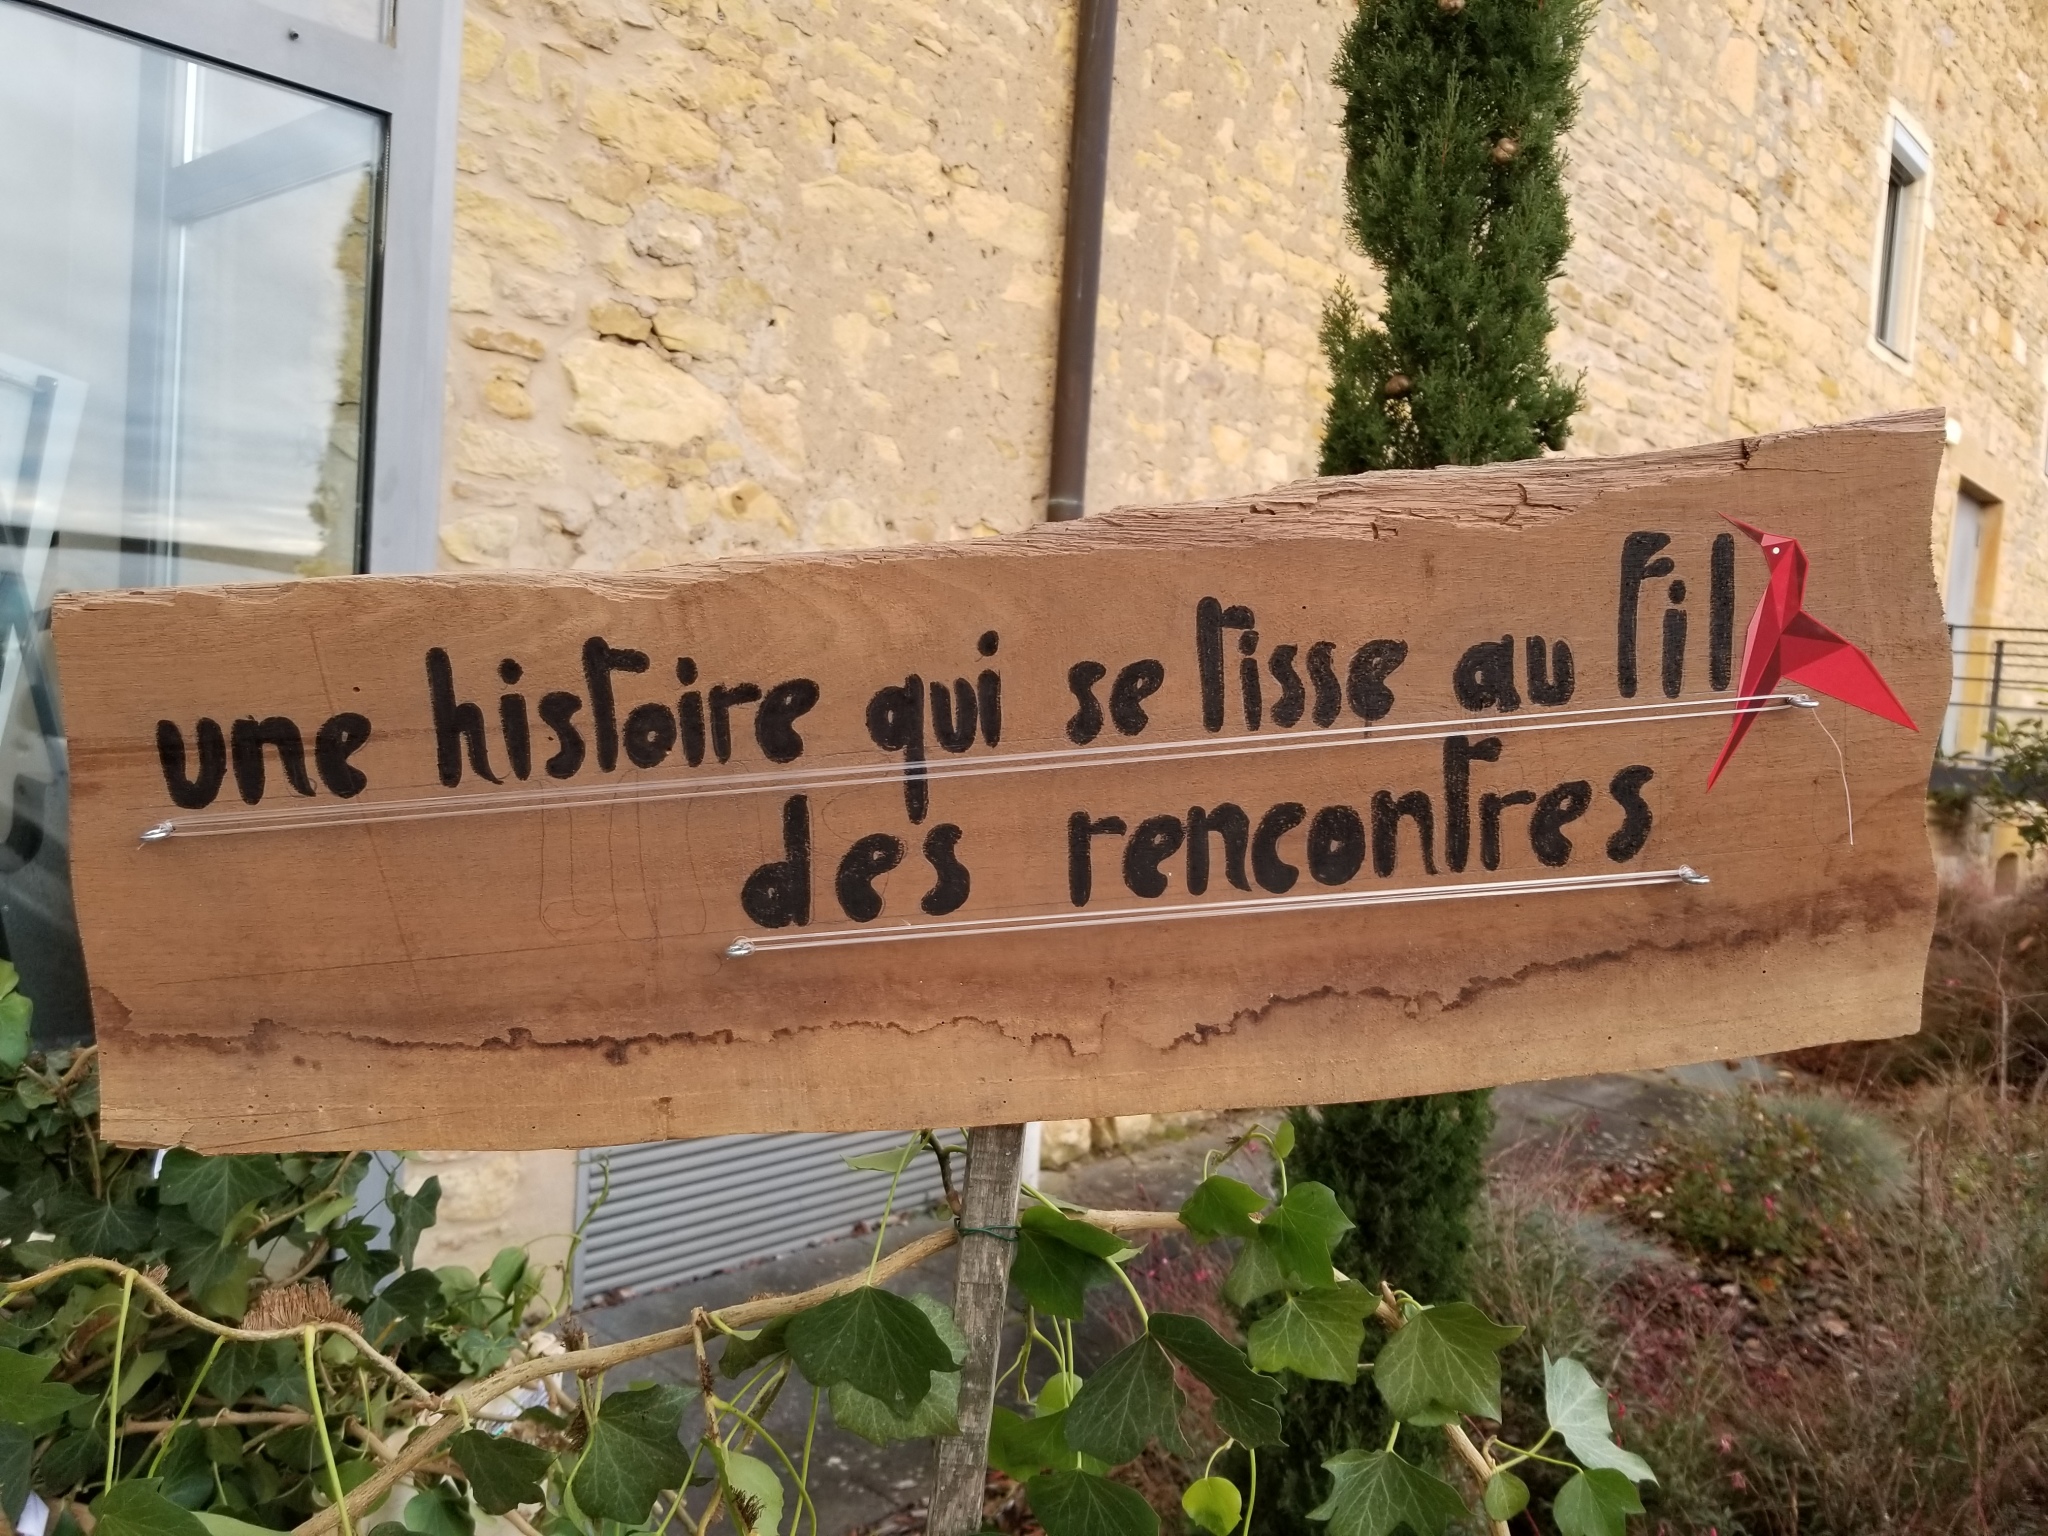 une histoire qui se tisse au fil
des rencontres